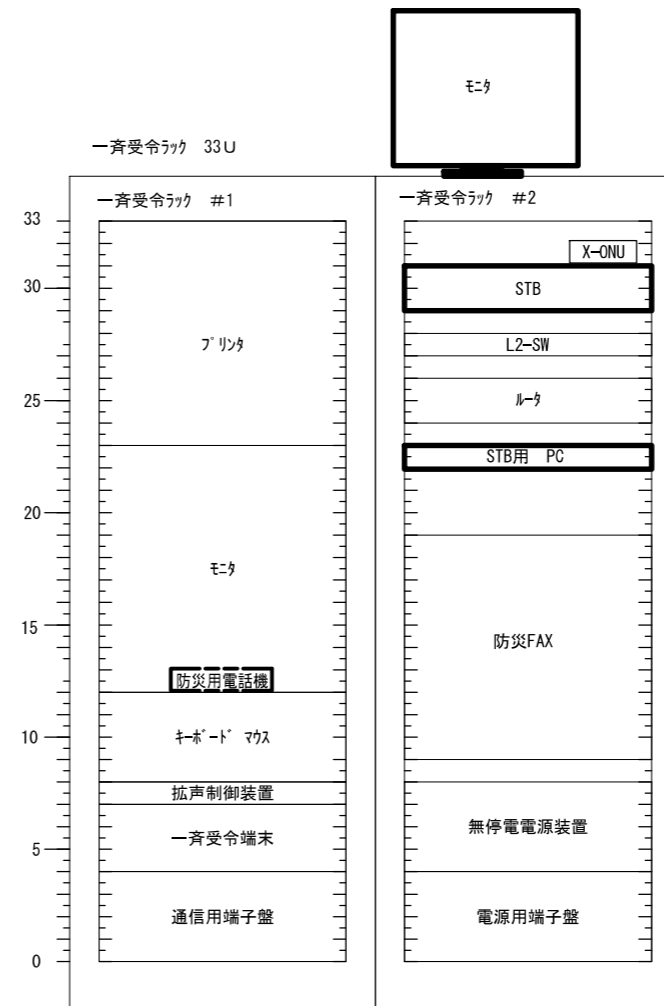 モニタ
一斉受令ラック 33U
一斉受令ラック #1
一斉受令ラック #2
33
X-ONU
30
STB
プリンタ
L2-SW
25
ルータ
STB用 PC
20
モニタ
15
防災FAX
防災用電話機
10
キーボード マウス
拡声制御装置
無停電電源装置
一斉受令端末
5
通信用端子盤
電源用端子盤
0